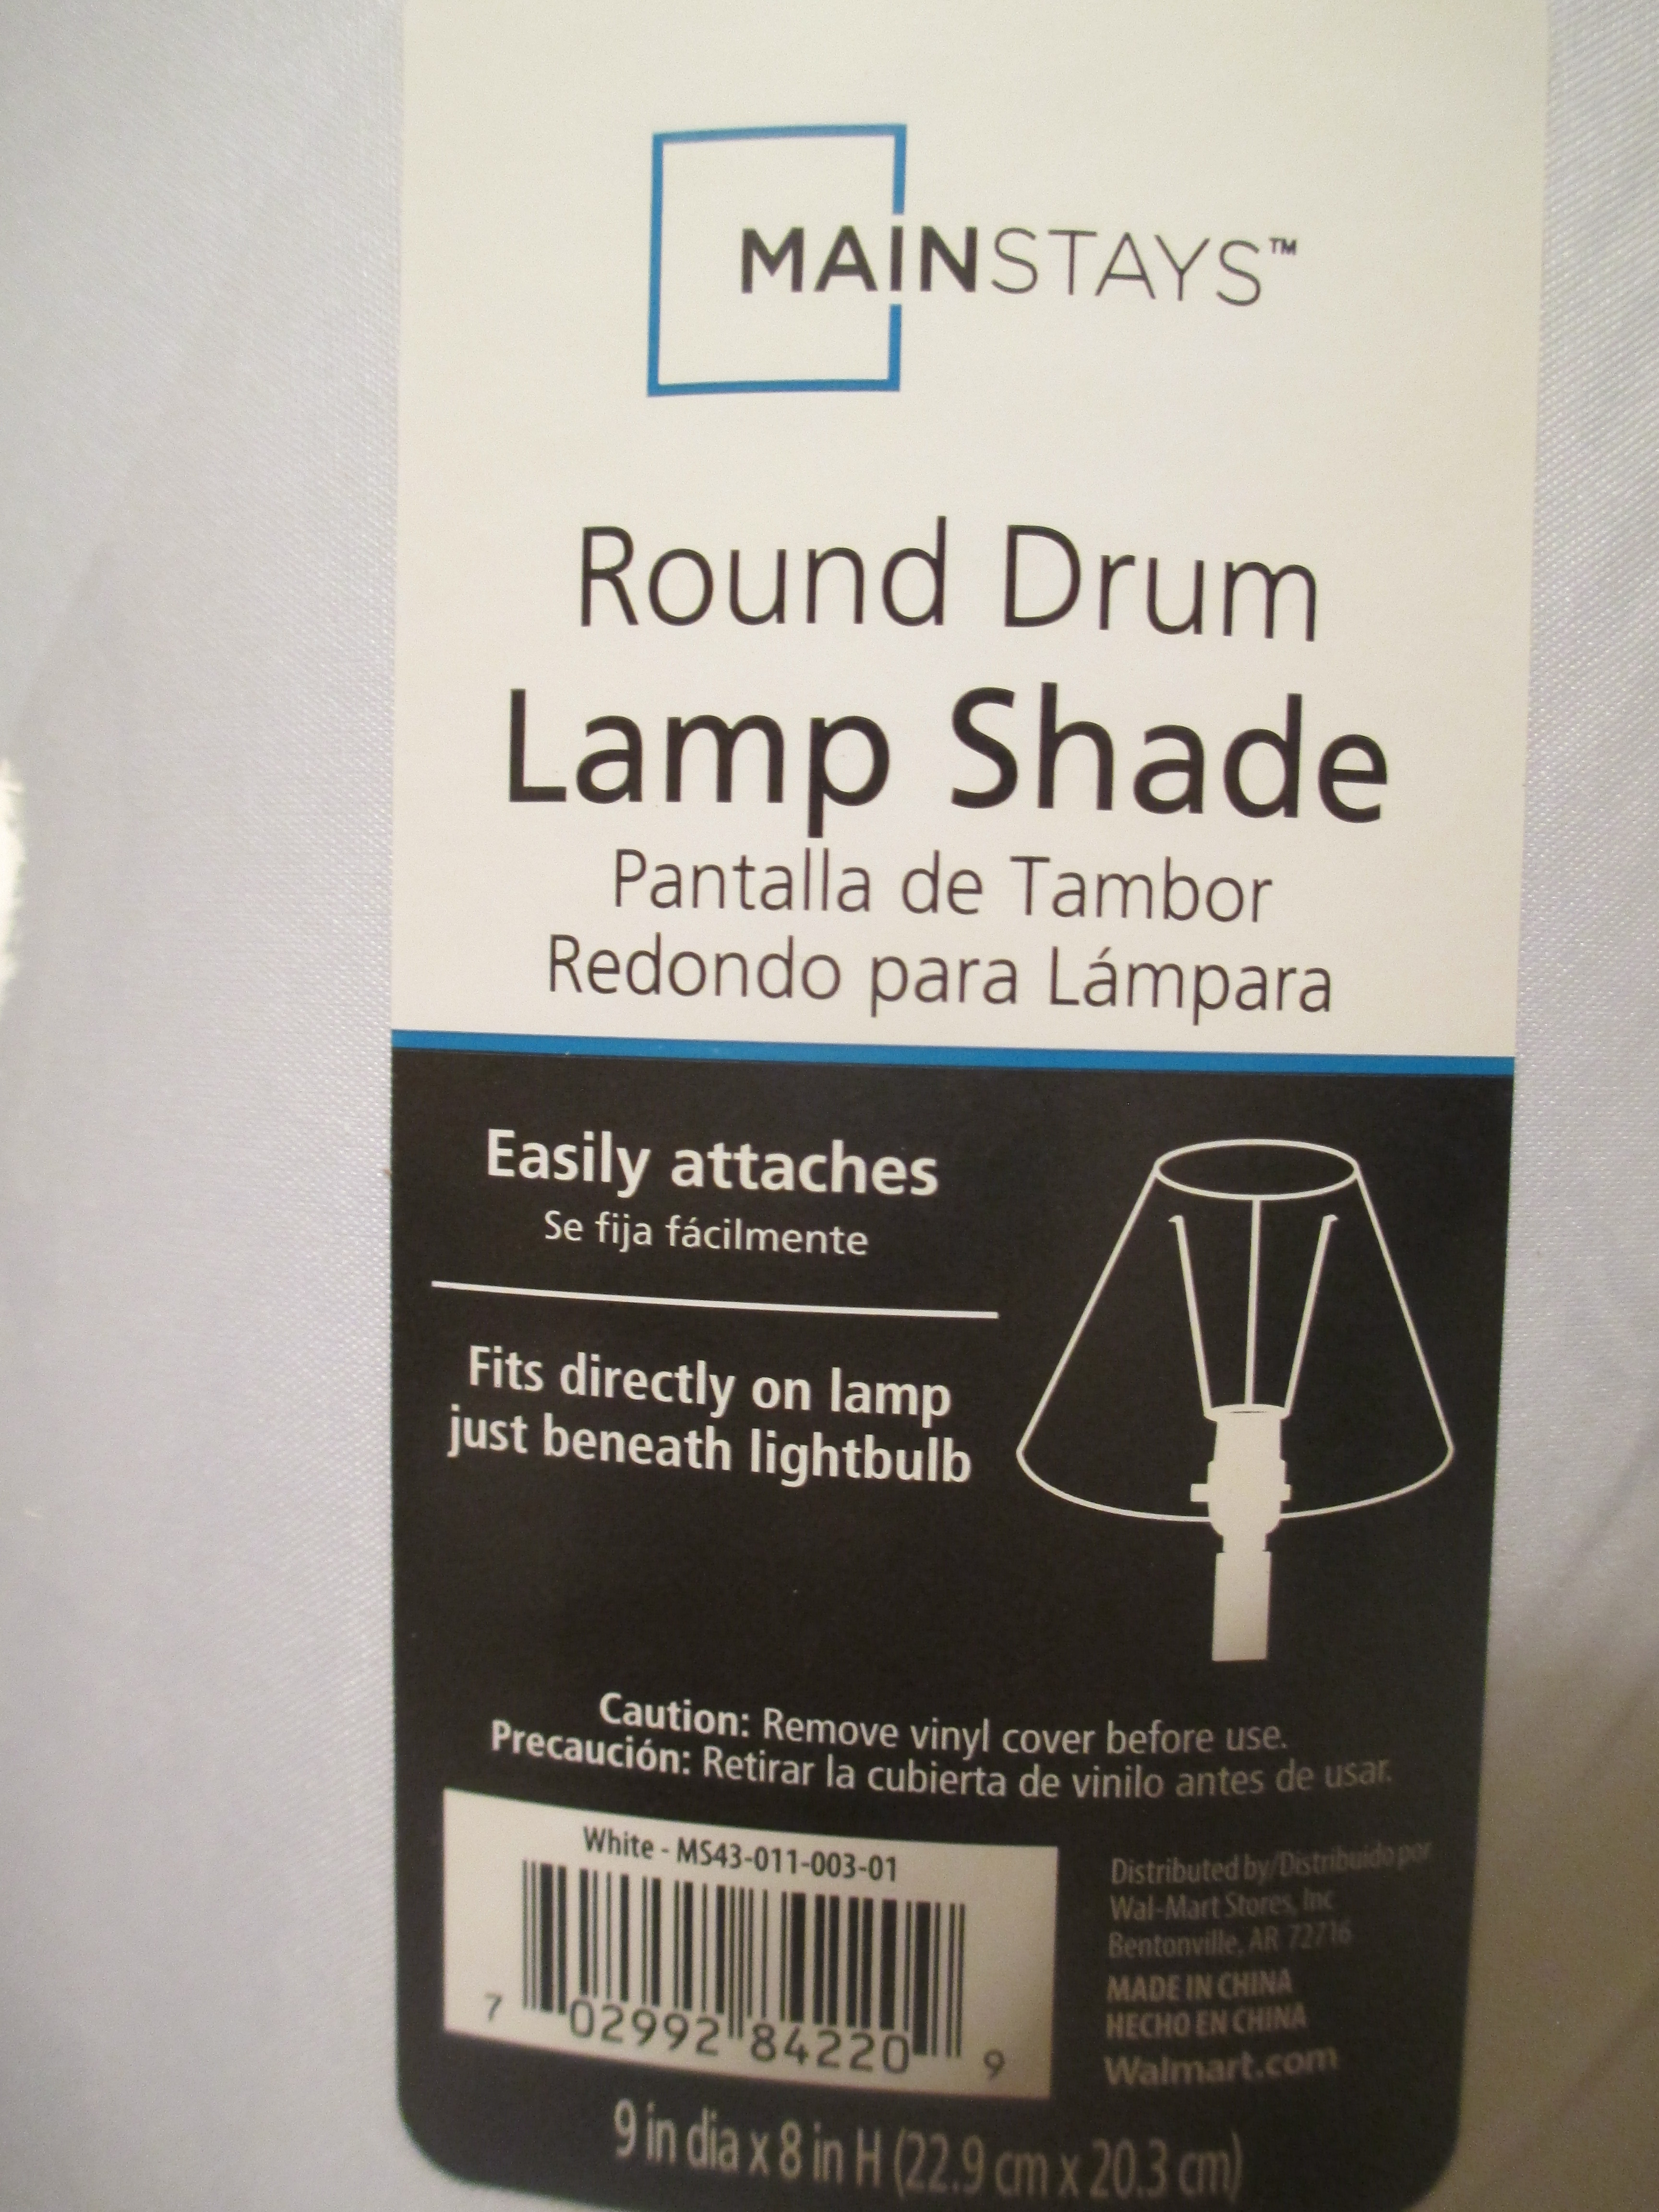 MAINSTAYS™
Round Drum
Lamp Shade
Pantalla de Tambor
Redondo para Lámpara
Easily attaches
Se fija fácilmente
Fits directly on lamp
just beneath lightbulb
Caution: Remove vinyl cover before use.
Precaución: Retirar la cubierta de vinilo antes de usar.
White - MS43-011-003-01
7 02992 84220 9
Distributed by/Distribuido por
Wal-Mart Stores, Inc
Bentonville, AR 72716
MADE IN CHINA
HECHO EN CHINA
Walmart.com
9 in dia x 8 in H (22.9 cm x 20.3 cm)